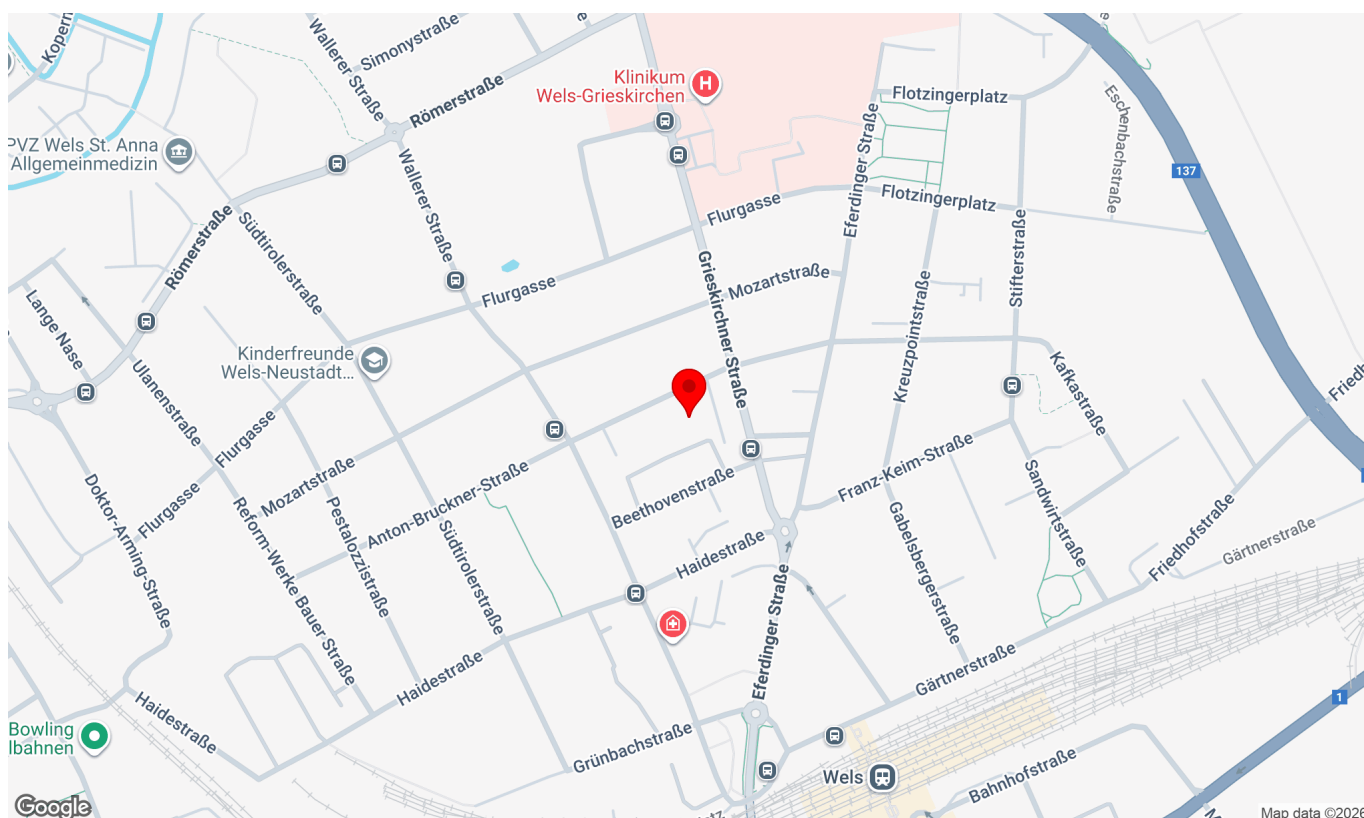 Kopern
Wallerer Straße
Simonystraße
Römerstraße
Klinikum
Wels-Grieskirchen
H
Flotzingerplatz
Eschenbachstraße
PVZ Wels St. Anna
Allgemeinmedizin
Wallerer Straße
Eferdinger Straße
137
Flurgasse
Flotzingerplatz
Römerstraße
Südtirolerstraße
Grieskirchner Straße
Mozartstraße
Stifterstraße
Flurgasse
Kreuzpointstraße
Lange Nase
Ulanenstraße
Kinderfreunde
Wels-Neustadt...
Kafkastraße
Friedh
Flurgasse
Mozartstraße
Anton-Bruckner-Straße
Beethovenstraße
Franz-Keim-Straße
Sandwirtstraße
Doktor-Arming-Straße
Flurgasse
Reform-Werke Bauer Straße
Pestalozzistraße
Südtirolerstraße
Haidestraße
Gabelsbergerstraße
Friedhofstraße
Gärtnerstraße
Eferdinger Straße
Haidestraße
Gärtnerstraße
Haidestraße
1
Bowling
lbahnen
Grünbachstraße
Wels
Bahnhofstraße
Google
Map data ©2026